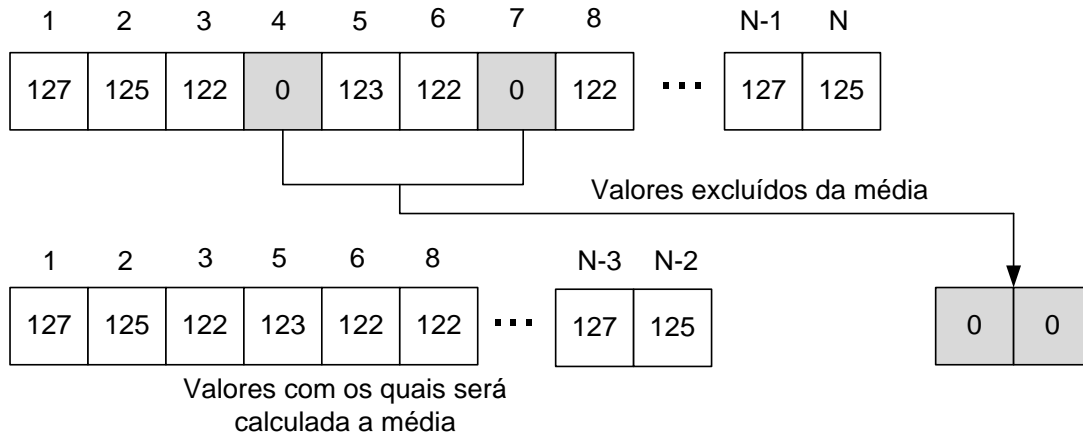 1 2 3 4 5 6 7 8 N-1 N
127 125 122 0 123 122 0 122 ... 127 125
Valores excluídos da média
1 2 3 5 6 8 N-3 N-2
127 125 122 123 122 122 ... 127 125 0 0
Valores com os quais será
calculada a média